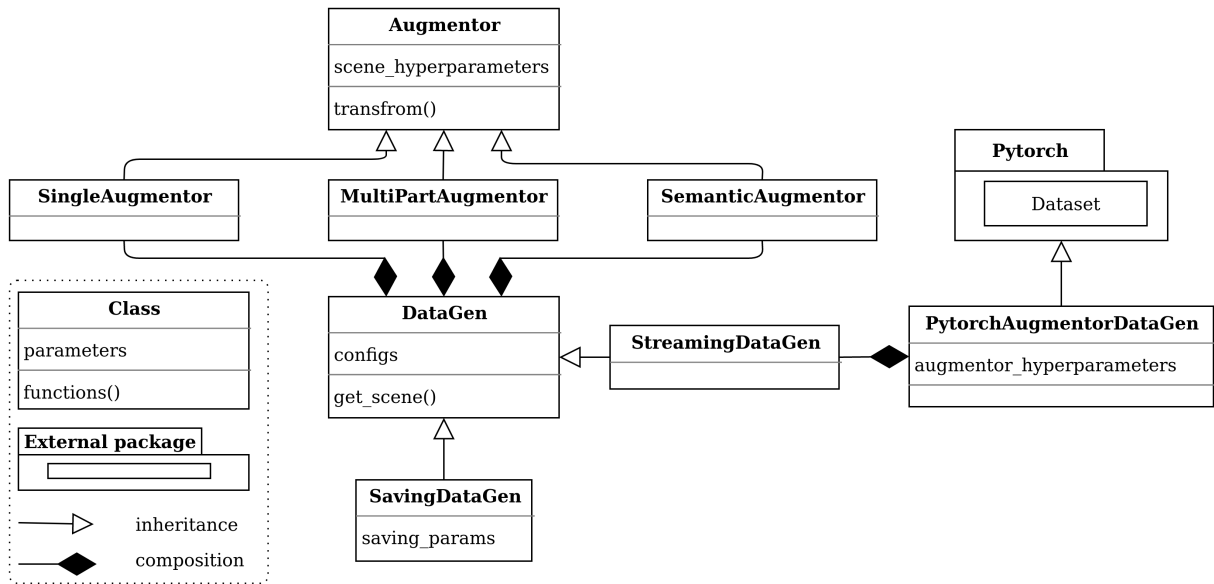 Augmentor
scene_hyperparameters
transfrom()
SingleAugmentor
MultiPartAugmentor
SemanticAugmentor
Pytorch
Dataset
Class
parameters
functions()
External package
inheritance
composition
DataGen
configs
get_scene()
StreamingDataGen
PytorchAugmentorDataGen
augmentor_hyperparameters
SavingDataGen
saving_params